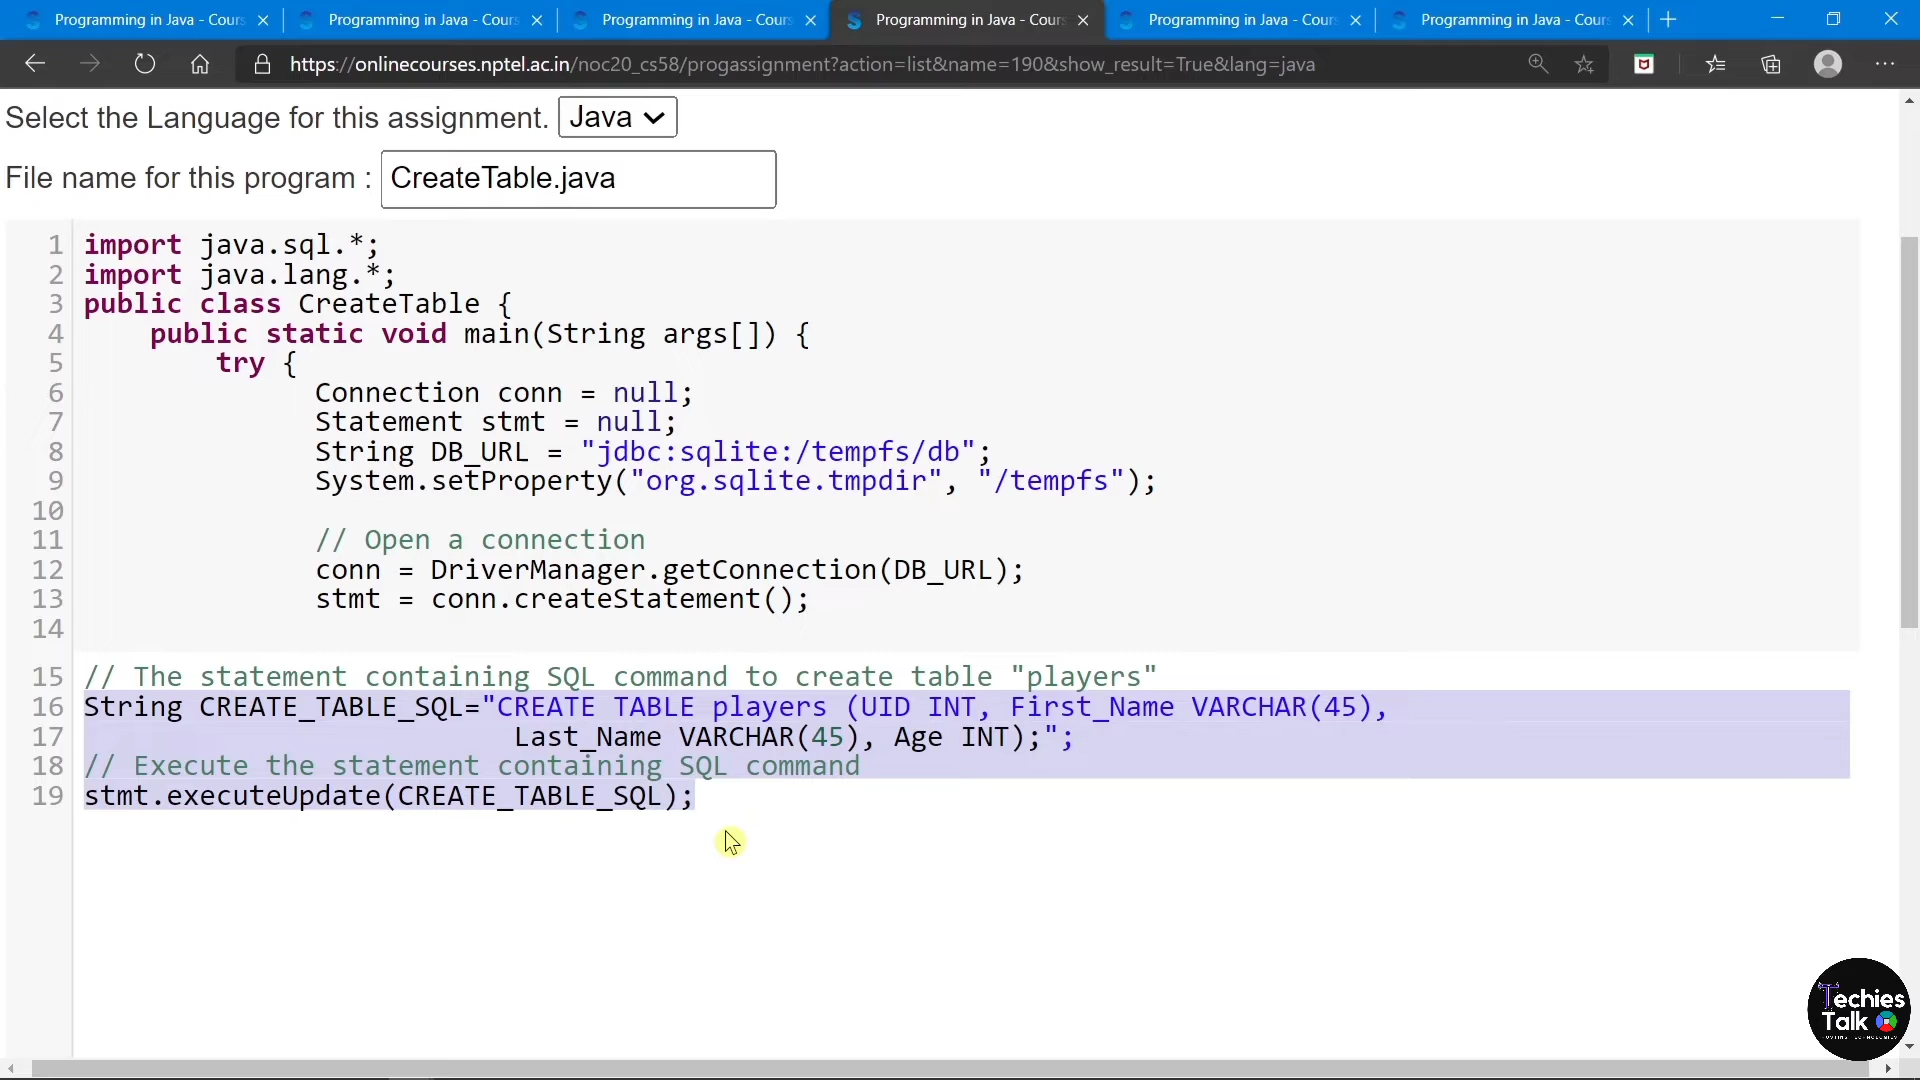 Programming in Java - Cours
Programming in Java - Cours
Programming in Java - Cours
Programming in Java - Cours
Programming in Java - Cours
Programming in Java - Cours
https://onlinecourses.nptel.ac.in/noc20_cs58/progassignment?action=list&name=190&show_result=True&lang=java
Select the Language for this assignment. Java
File name for this program : CreateTable.java
1 import java.sql.*;
2 import java.lang.*;
3 public class CreateTable {
4 public static void main(String args[]) {
5 try {
6 Connection conn = null;
7 Statement stmt = null;
8 String DB_URL = "jdbc:sqlite:/tempfs/db";
9 System.setProperty("org.sqlite.tmpdir", "/tempfs");
10
11 // Open a connection
12 conn = DriverManager.getConnection(DB_URL);
13 stmt = conn.createStatement();
14
15 // The statement containing SQL command to create table "players"
16 String CREATE_TABLE_SQL="CREATE TABLE players (UID INT, First_Name VARCHAR(45),
17 Last_Name VARCHAR(45), Age INT);";
18 // Execute the statement containing SQL command
19 stmt.executeUpdate(CREATE_TABLE_SQL);
Techies
Talk